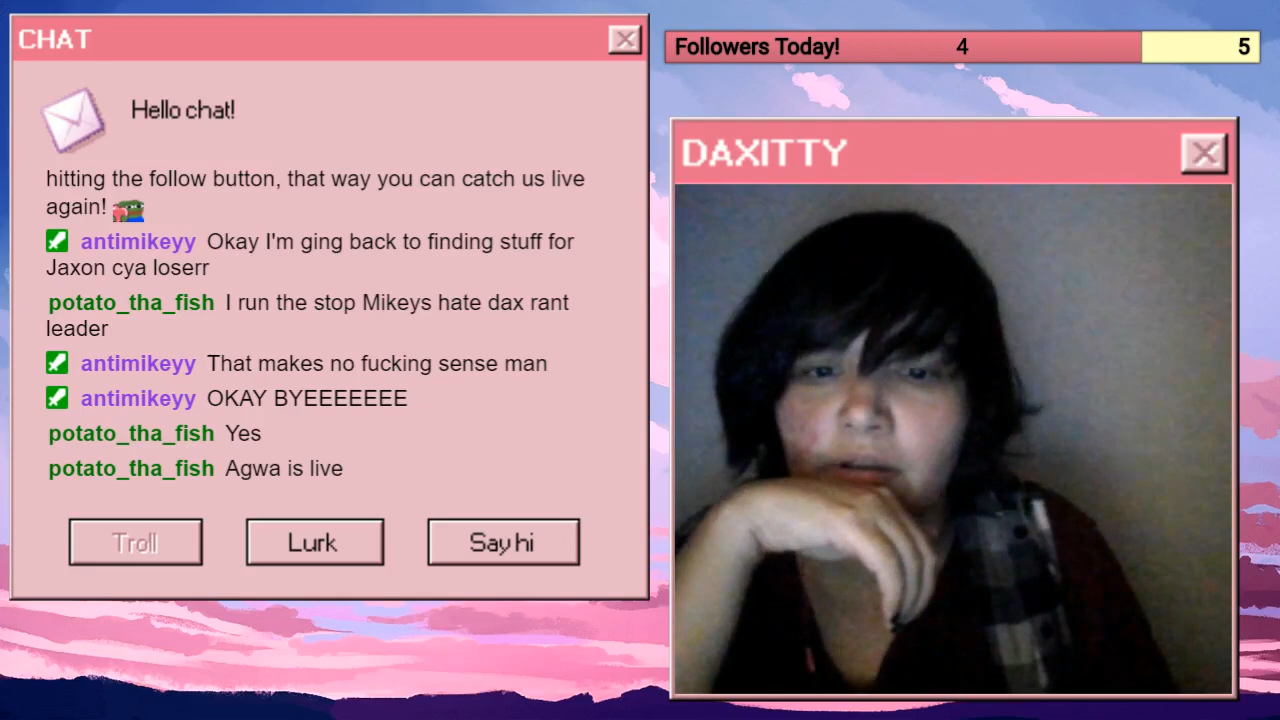 CHAT
Hello chat!
hitting the follow button, that way you can catch us live
again!
antimikeyy Okay I'm ging back to finding stuff for
Jaxon cya loserr
potato_tha_fish I run the stop Mikeys hate dax rant
leader
antimikeyy That makes no fucking sense man
antimikeyy OKAY BYEEEEEEE
potato_tha_fish Yes
potato_tha_fish Agwa is live
Troll Lurk Say hi
Followers Today! 4 5
DAXITTY